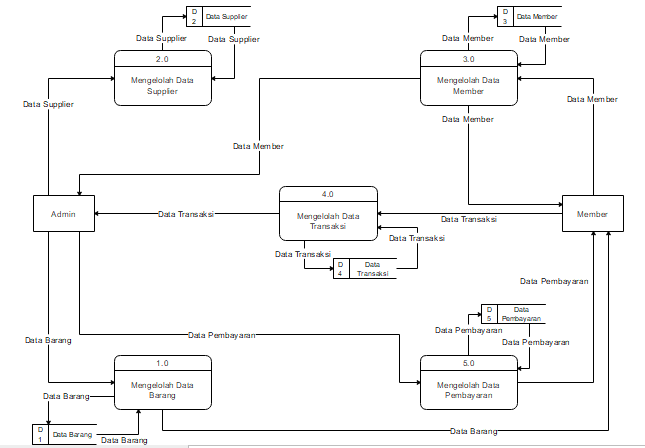 D
2
Data Supplier
D
3
Data Member
Data Supplier
Data Supplier
Data Member
Data Member
2.0
Mengelolah Data
Supplier
3.0
Mengelolah Data
Member
Data Supplier
Data Member
Data Member
Data Member
4.0
Mengelolah Data
Transaksi
Admin
Data Transaksi
Data Transaksi
Member
Data Transaksi
Data Transaksi
D
4
Data
Transaksi
Data Pembayaran
D
5
Data
Pembayaran
Data Pembayaran
Data Barang
Data Pembayaran
Data Pembayaran
1.0
Mengelolah Data
Barang
5.0
Mengelolah Data
Pembayaran
Data Barang
D
1
Data Barang
Data Barang
Data Barang